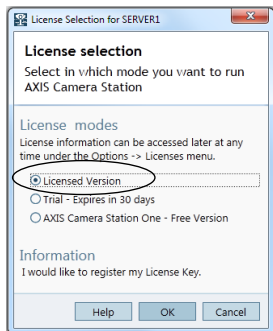 License Selection for SERVER1
License selection
Select in which mode you want to run
AXIS Camera Station
License modes
License information can be accessed later at any
time under the Options -> Licenses menu.
Licensed Version
Trial - Expires in 30 days
AXIS Camera Station One - Free Version
Information
I would like to register my License Key.
Help OK Cancel